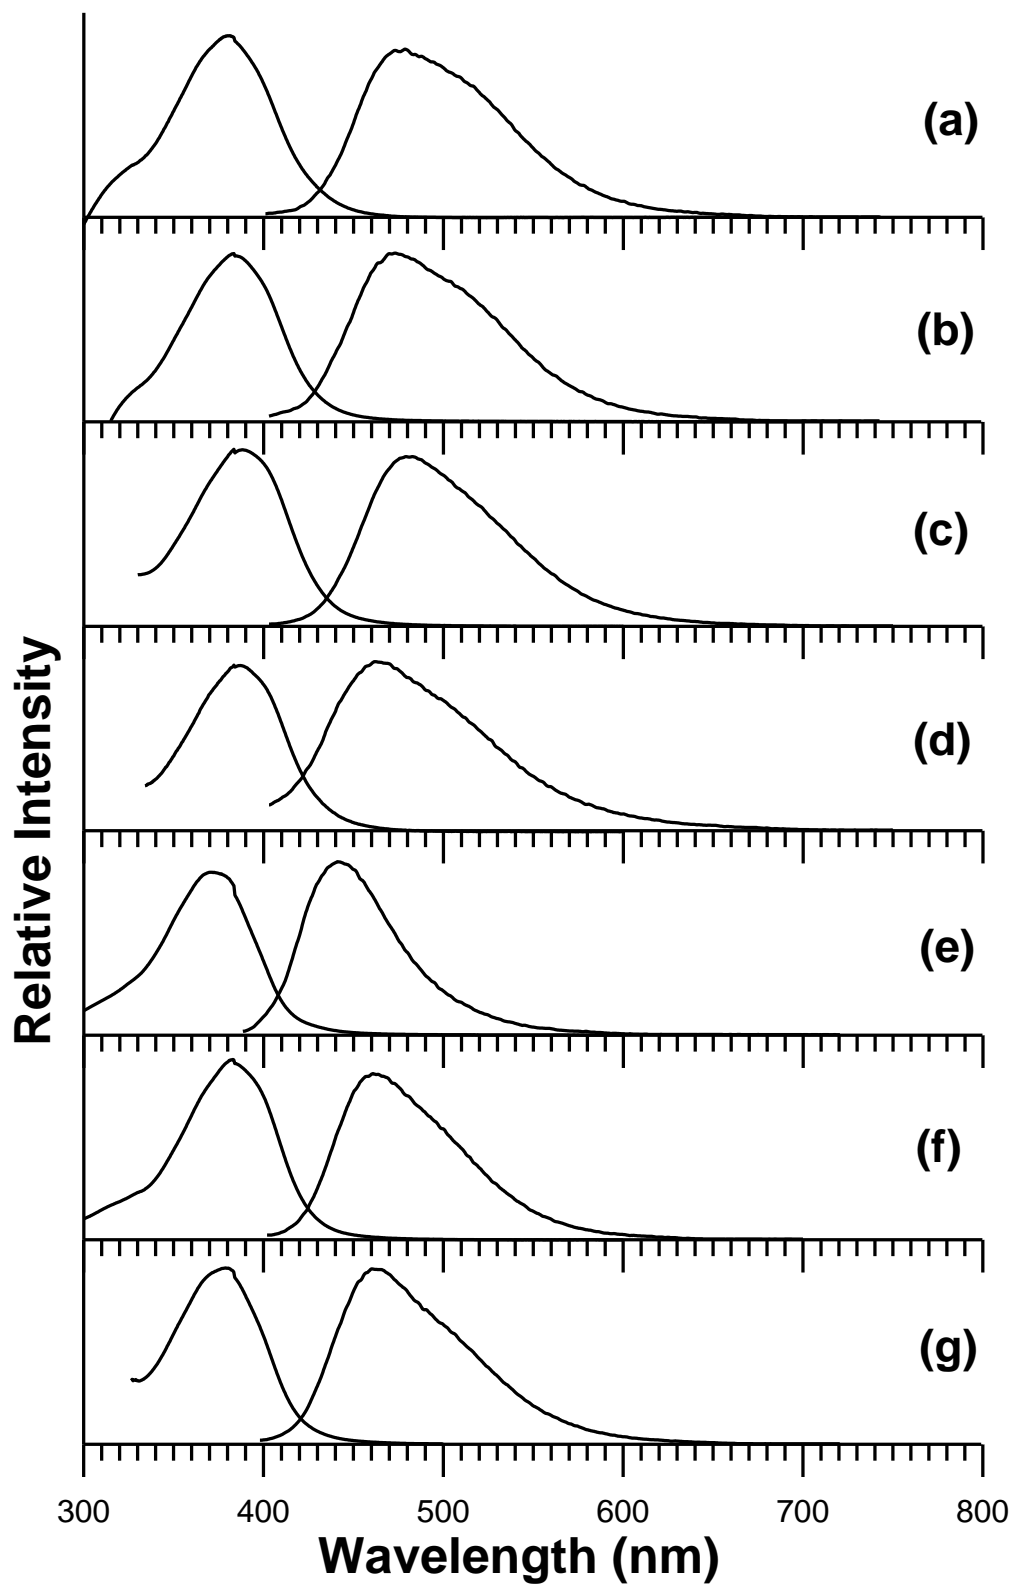 (a)
(b)
(c)
(d)
(e)
(f)
(g)
Relative Intensity
300 400 500 600 700 800
Wavelength (nm)